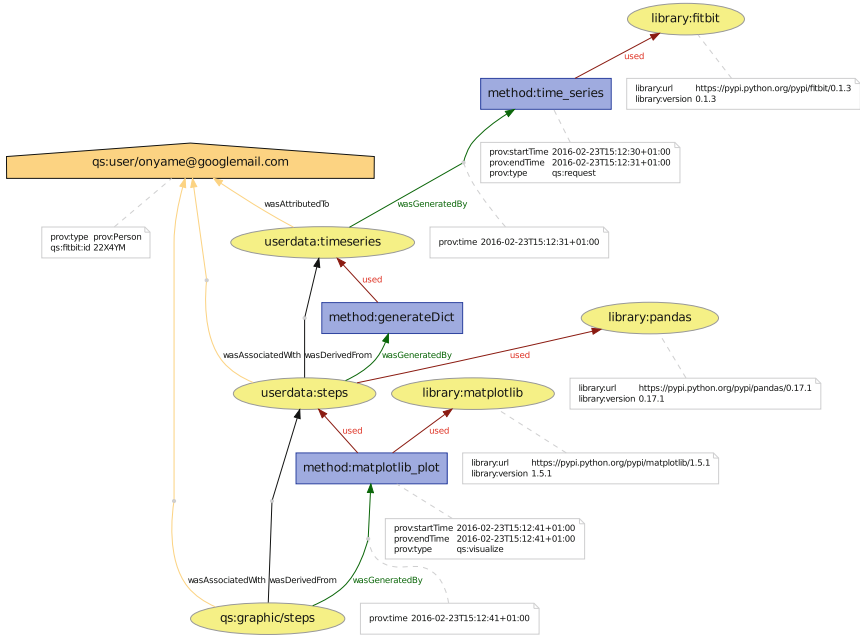 library:fitbit
used
method:time_series
library:url https://pypi.python.org/pypi/fitbit/0.1.3
library:version 0.1.3
prov:startTime 2016-02-23T15:12:30+01:00
prov:endTime 2016-02-23T15:12:31+01:00
prov:type qs:request
qs:user/onyame@googlemail.com
wasAttributedTo
wasGeneratedBy
prov:type prov:Person
qs:fitbit:id 22X4YM
userdata:timeseries
prov:time 2016-02-23T15:12:31+01:00
used
method:generateDict
library:pandas
wasAssociatedWith
wasDerivedFrom
wasGeneratedBy
used
userdata:steps
library:matplotlib
library:url https://pypi.python.org/pypi/pandas/0.17.1
library:version 0.17.1
used
used
method:matplotlib_plot
library:url https://pypi.python.org/pypi/matplotlib/1.5.1
library:version 1.5.1
prov:startTime 2016-02-23T15:12:41+01:00
prov:endTime 2016-02-23T15:12:41+01:00
prov:type qs:visualize
wasAssociatedWith
wasDerivedFrom
wasGeneratedBy
qs:graphic/steps
prov:time 2016-02-23T15:12:41+01:00